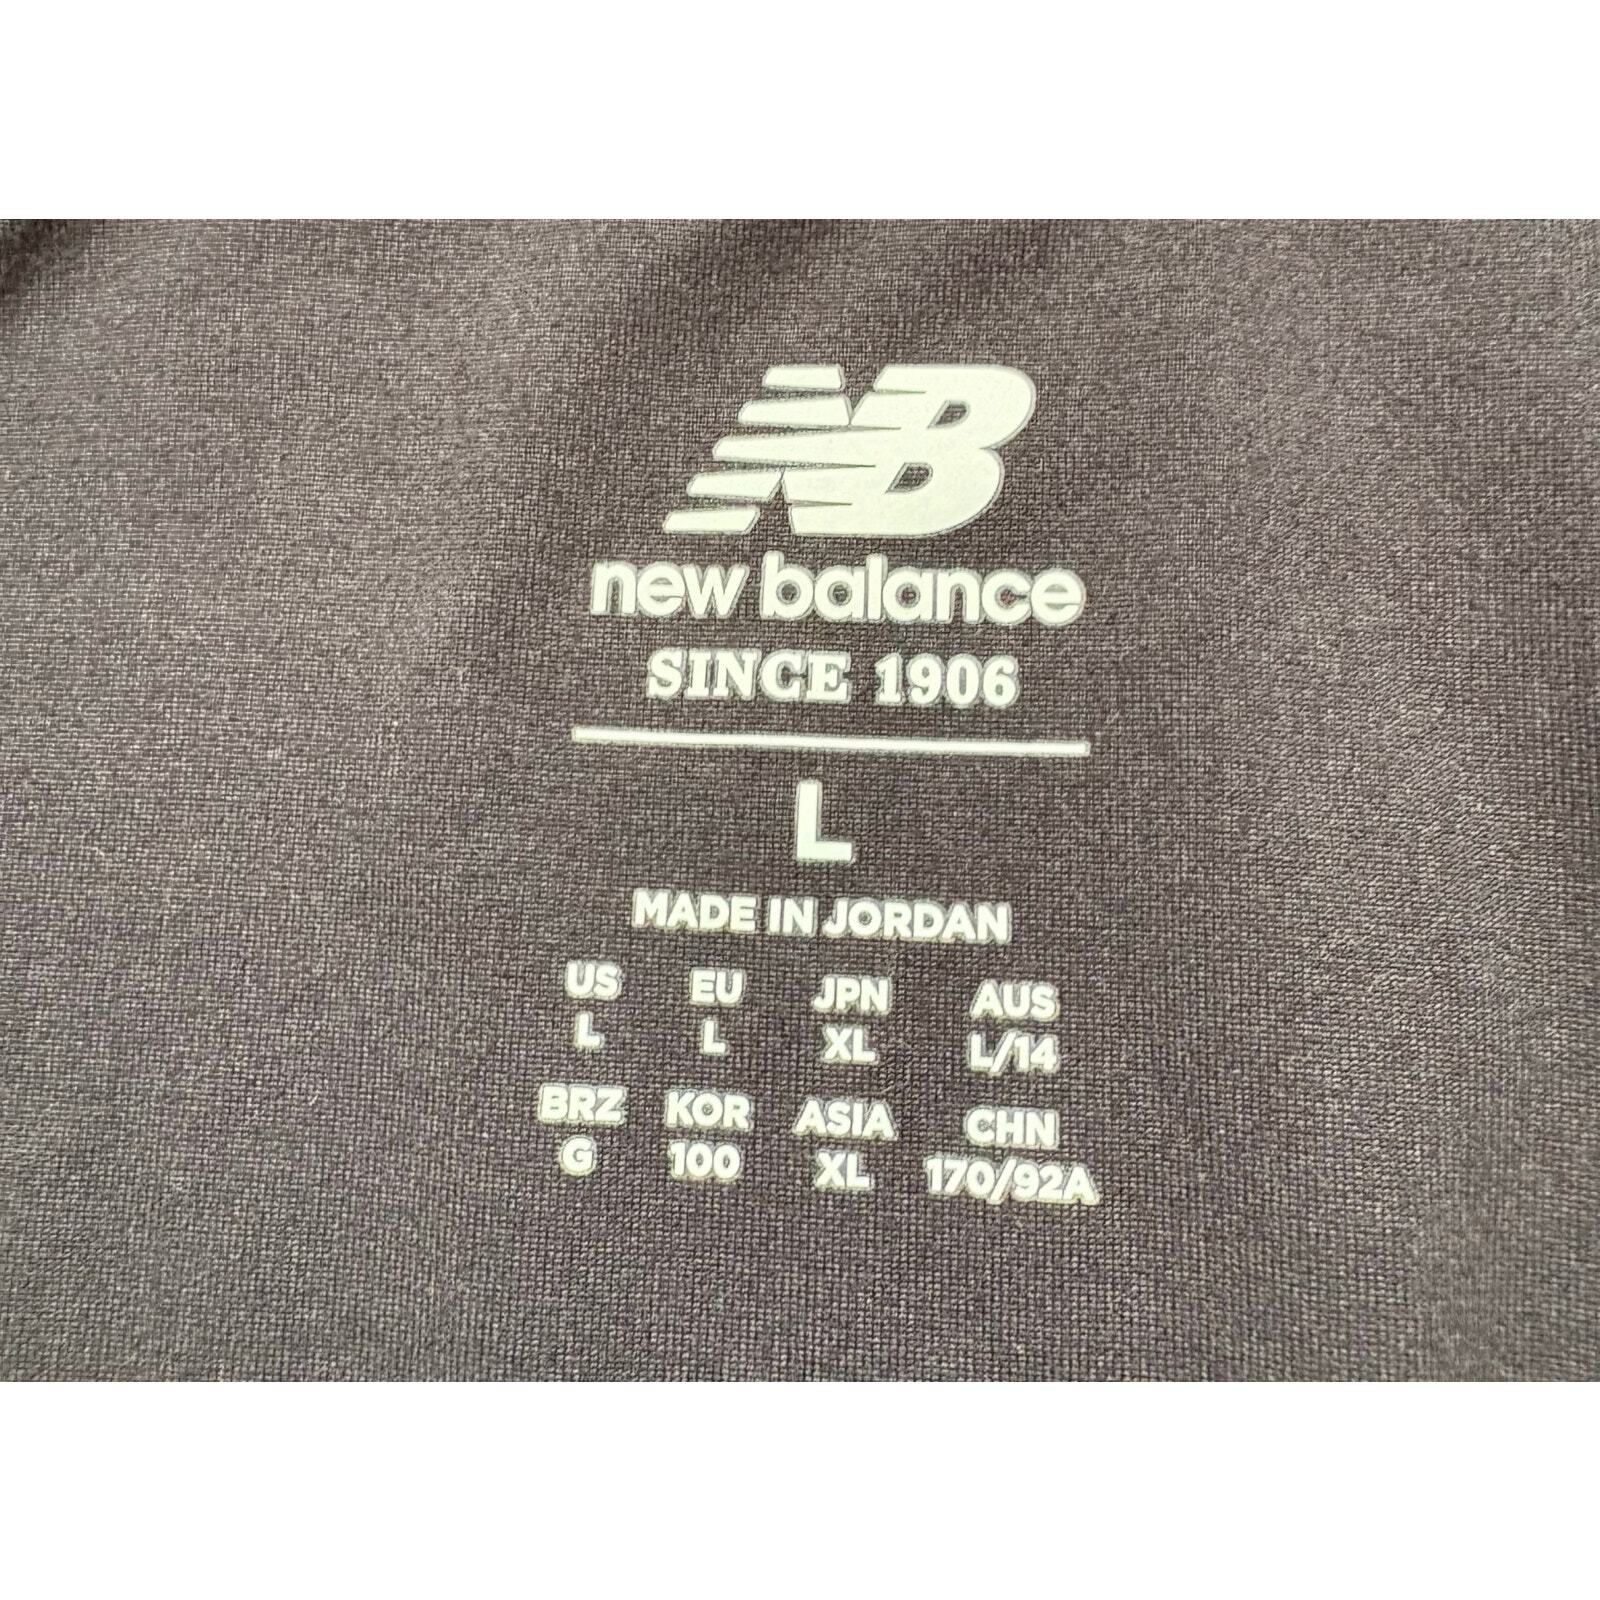 NB
new balance
SINCE 1906
L
MADE IN JORDAN
US EU JPN AUS
L L XL L/14
BRZ KOR ASIA CHN
G 100 XL 170/92A